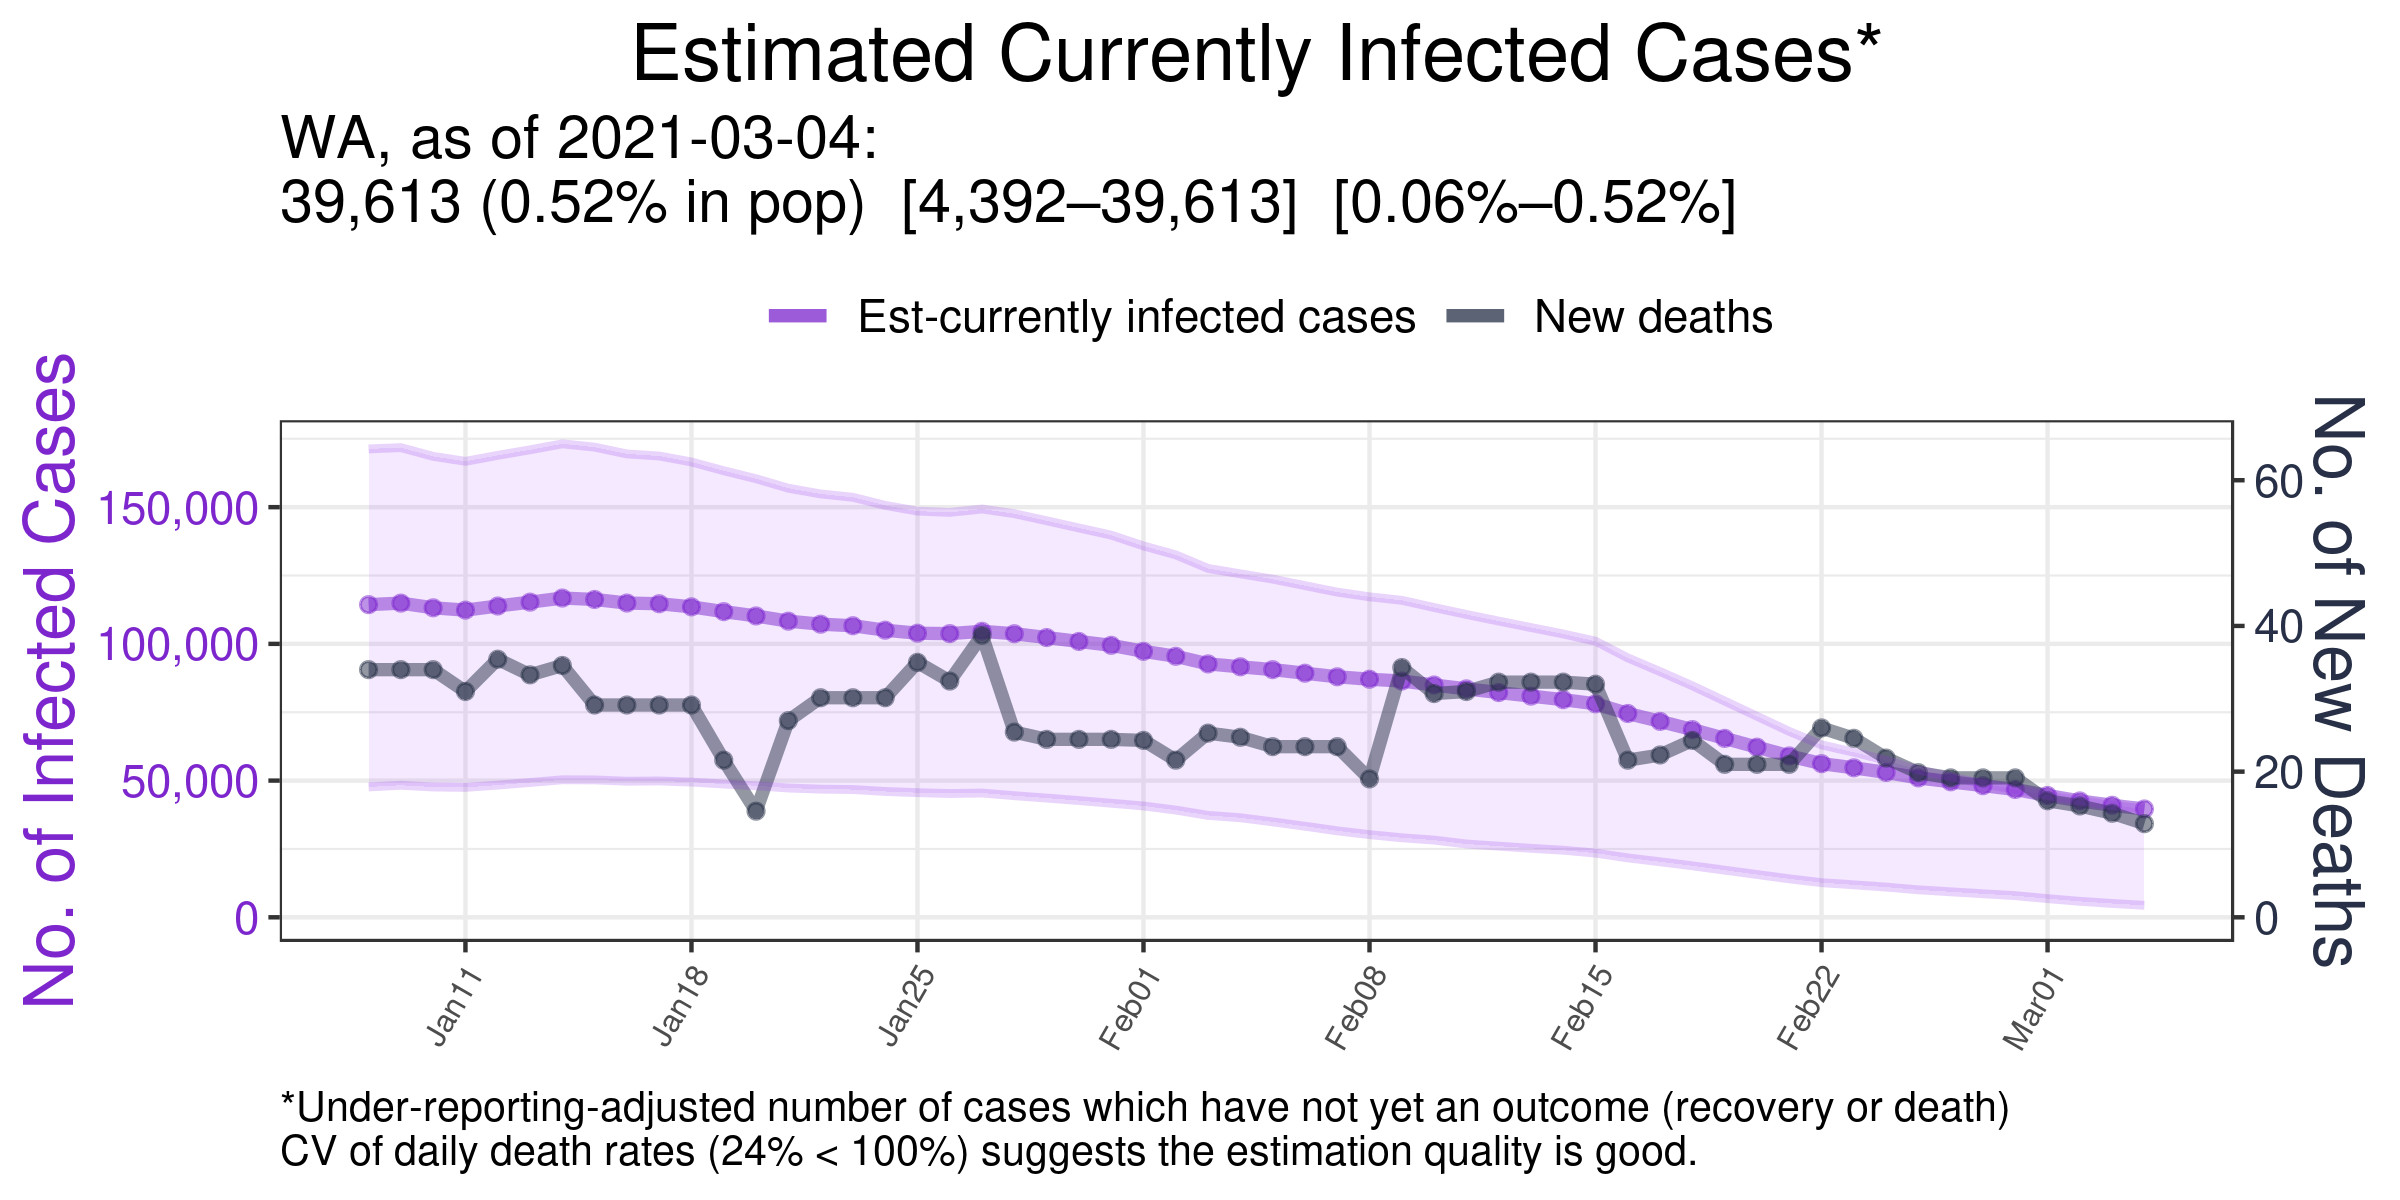 Estimated Currently Infected Cases*
WA, as of 2021-03-04:
39,613 (0.52% in pop)  [4,392–39,613]  [0.06%–0.52%]
Est-currently infected cases
New deaths
No. of Infected Cases
150,000
100,000
50,000
0
60
40
20
0
No. of New Deaths
Jan11
Jan18
Jan25
Feb01
Feb08
Feb15
Feb22
Mar01
*Under-reporting-adjusted number of cases which have not yet an outcome (recovery or death)
CV of daily death rates (24% < 100%) suggests the estimation quality is good.